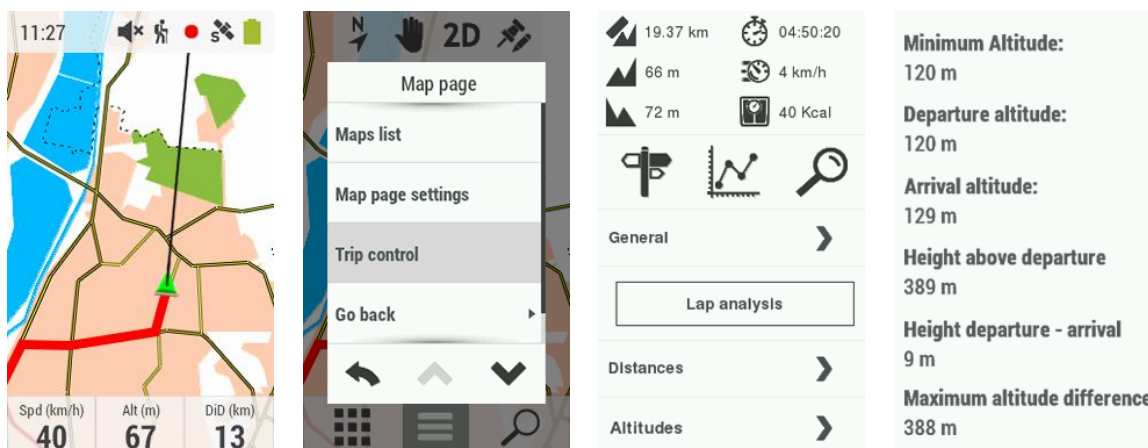 11:27
S
Spd (km/h)
Alt (m)
DiD (km)
40
67
13
N
2D
Map page
Maps list
Map page settings
Trip control
Go back
19.37 km
04:50:20
66 m
4 km/h
72 m
40 Kcal
General
Lap analysis
Distances
Altitudes
Minimum Altitude:
120 m
Departure altitude:
120 m
Arrival altitude:
129 m
Height above departure
389 m
Height departure - arrival
9 m
Maximum altitude difference
388 m